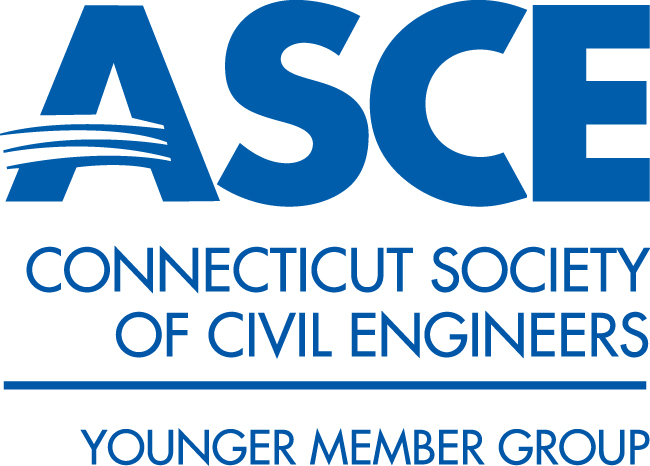 ASCE
CONNECTICUT SOCIETY
OF CIVIL ENGINEERS
YOUNGER MEMBER GROUP